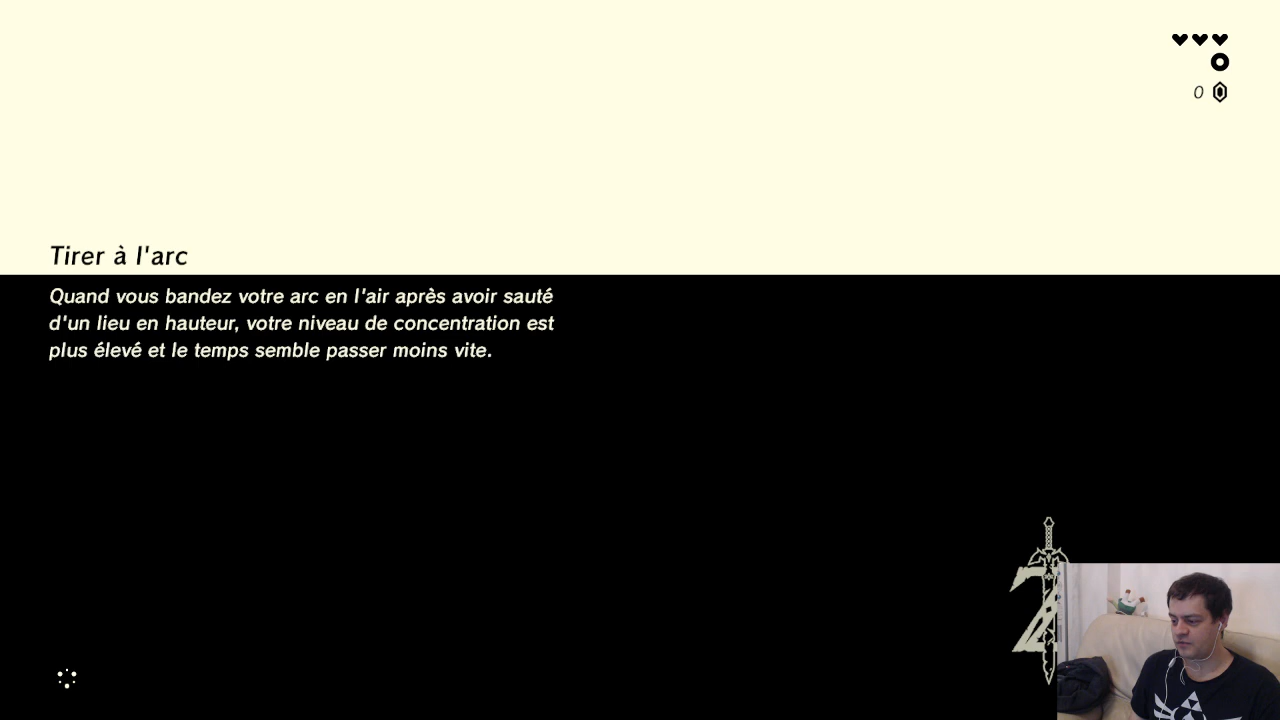 0
Tirer à l'arc
Quand vous bandez votre arc en l'air après avoir sauté
d'un lieu en hauteur, votre niveau de concentration est
plus élevé et le temps semble passer moins vite.
Z